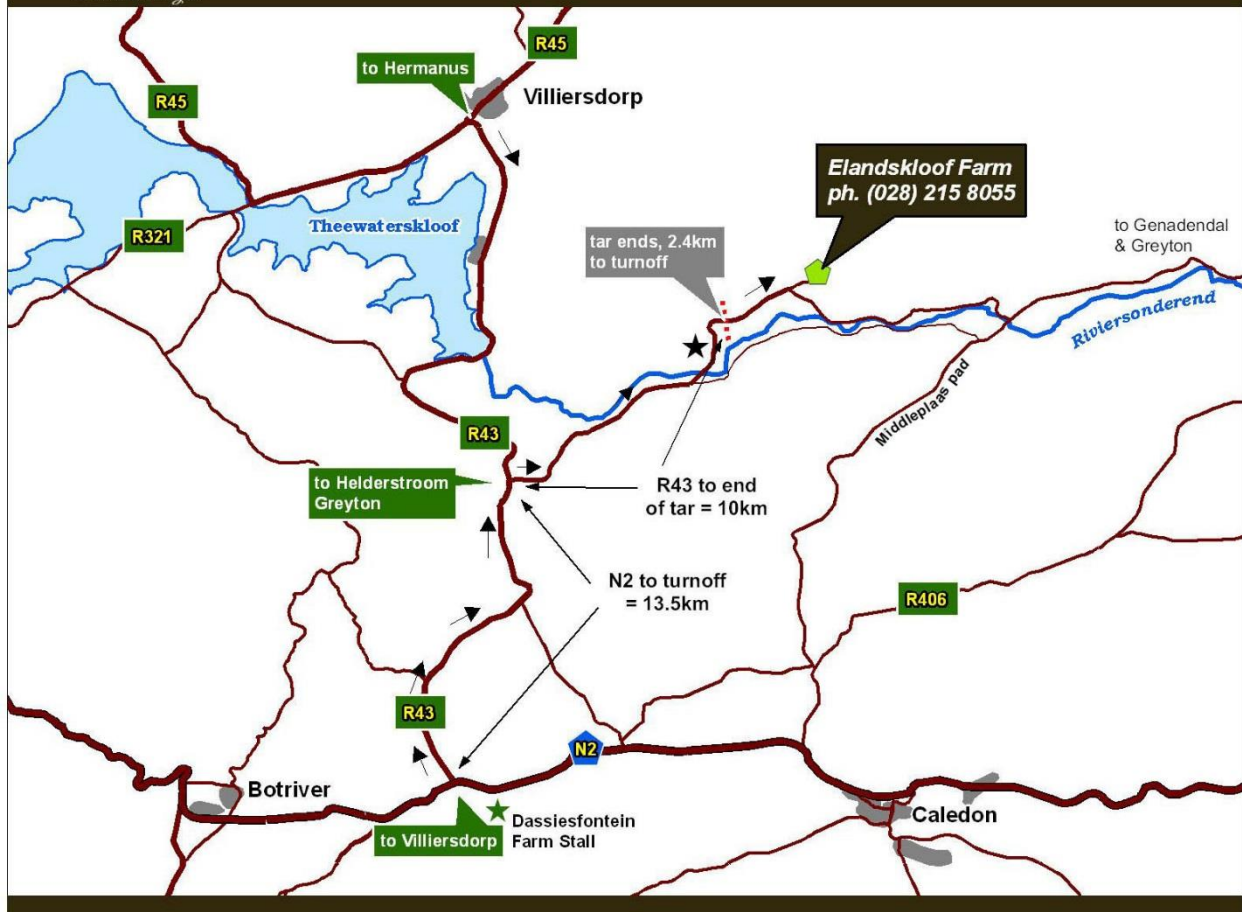 R45
to Hermanus
R45
Villiersdorp
Elandskloof Farm
ph. (028) 215 8055
Theewaterskloof
R321
tar ends, 2.4km
to turnoff
to Genadendal
& Greyton
Riviersonderend
Middleplaas pad
R43
to Helderstroom
Greyton
R43 to end
of tar = 10km
N2 to turnoff
= 13.5km
R406
R43
N2
Botriver
to Villiersdorp
Dassiesfontein
Farm Stall
Caledon